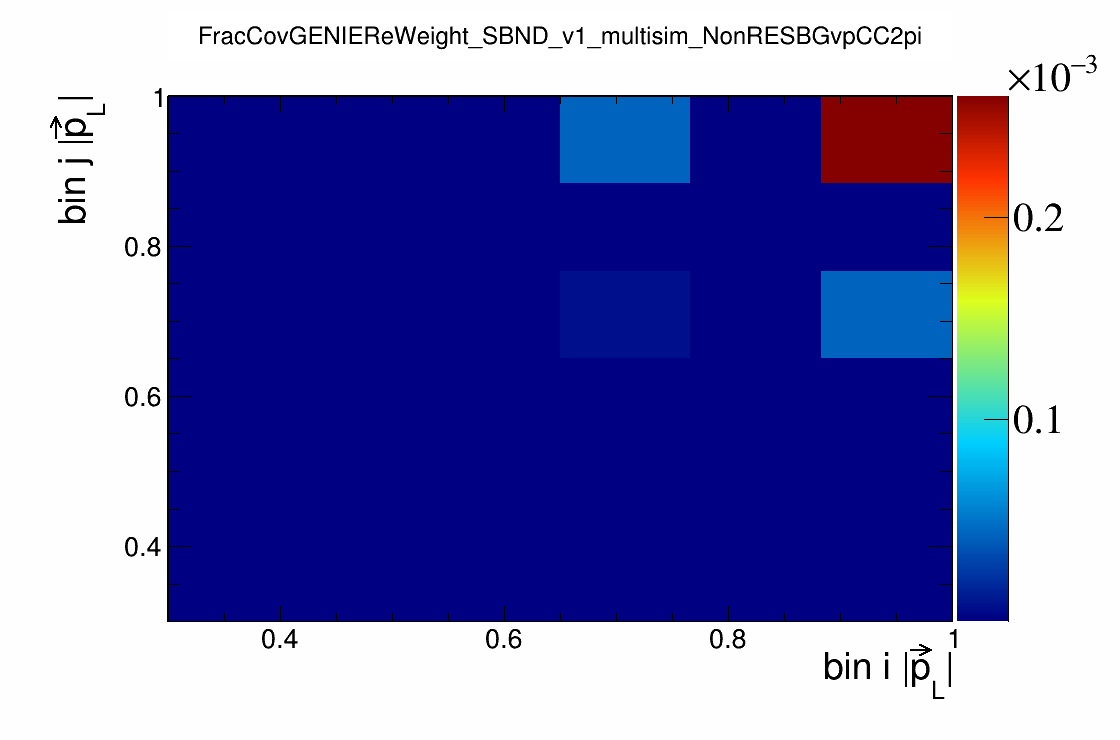 FracCovGENIEReWeight_SBND_v1_multisim_NonRESBGvpCC2pi
×10⁻³
bin j |p⃗_L|
1
0.8
0.6
0.4
0.2
0.1
0.4 0.6 0.8 1
bin i |p⃗_L|